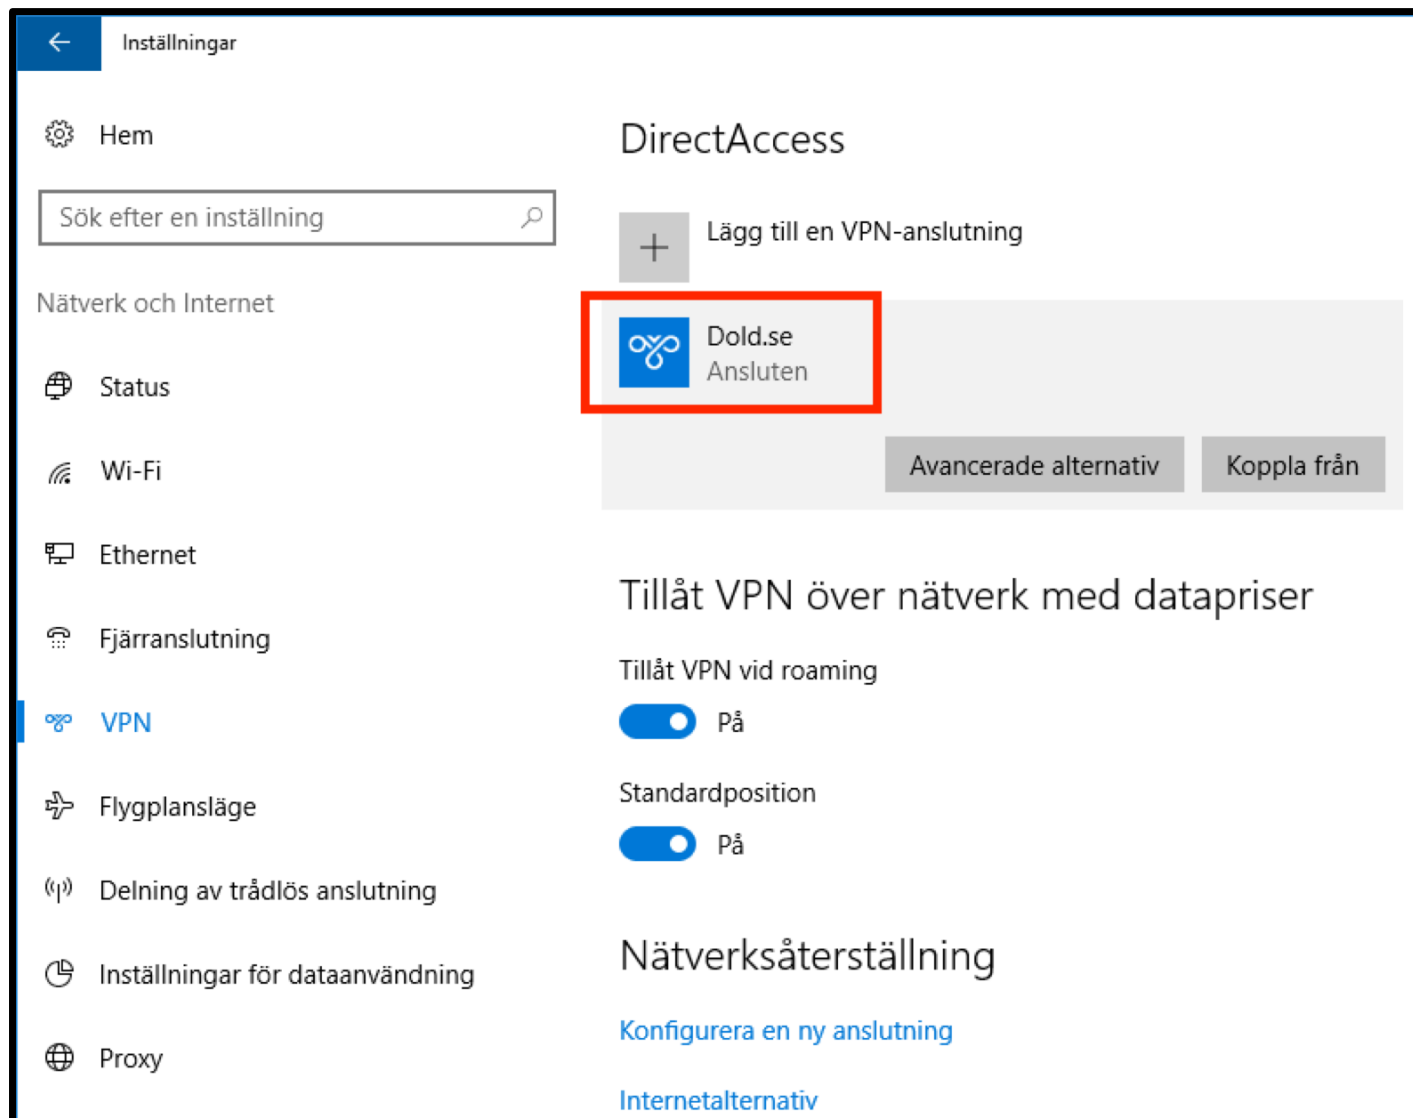 Inställningar
Hem
Sök efter en inställning
Nätverk och Internet
Status
Wi-Fi
Ethernet
Fjärranslutning
VPN
Flygplansläge
Delning av trådlös anslutning
Inställningar för dataanvändning
Proxy
DirectAccess
Lägg till en VPN-anslutning
Dold.se
Ansluten
Avancerade alternativ
Koppla från
Tillåt VPN över nätverk med datapriser
Tillåt VPN vid roaming
På
Standardposition
På
Nätverksåterställning
Konfigurera en ny anslutning
Internetalternativ